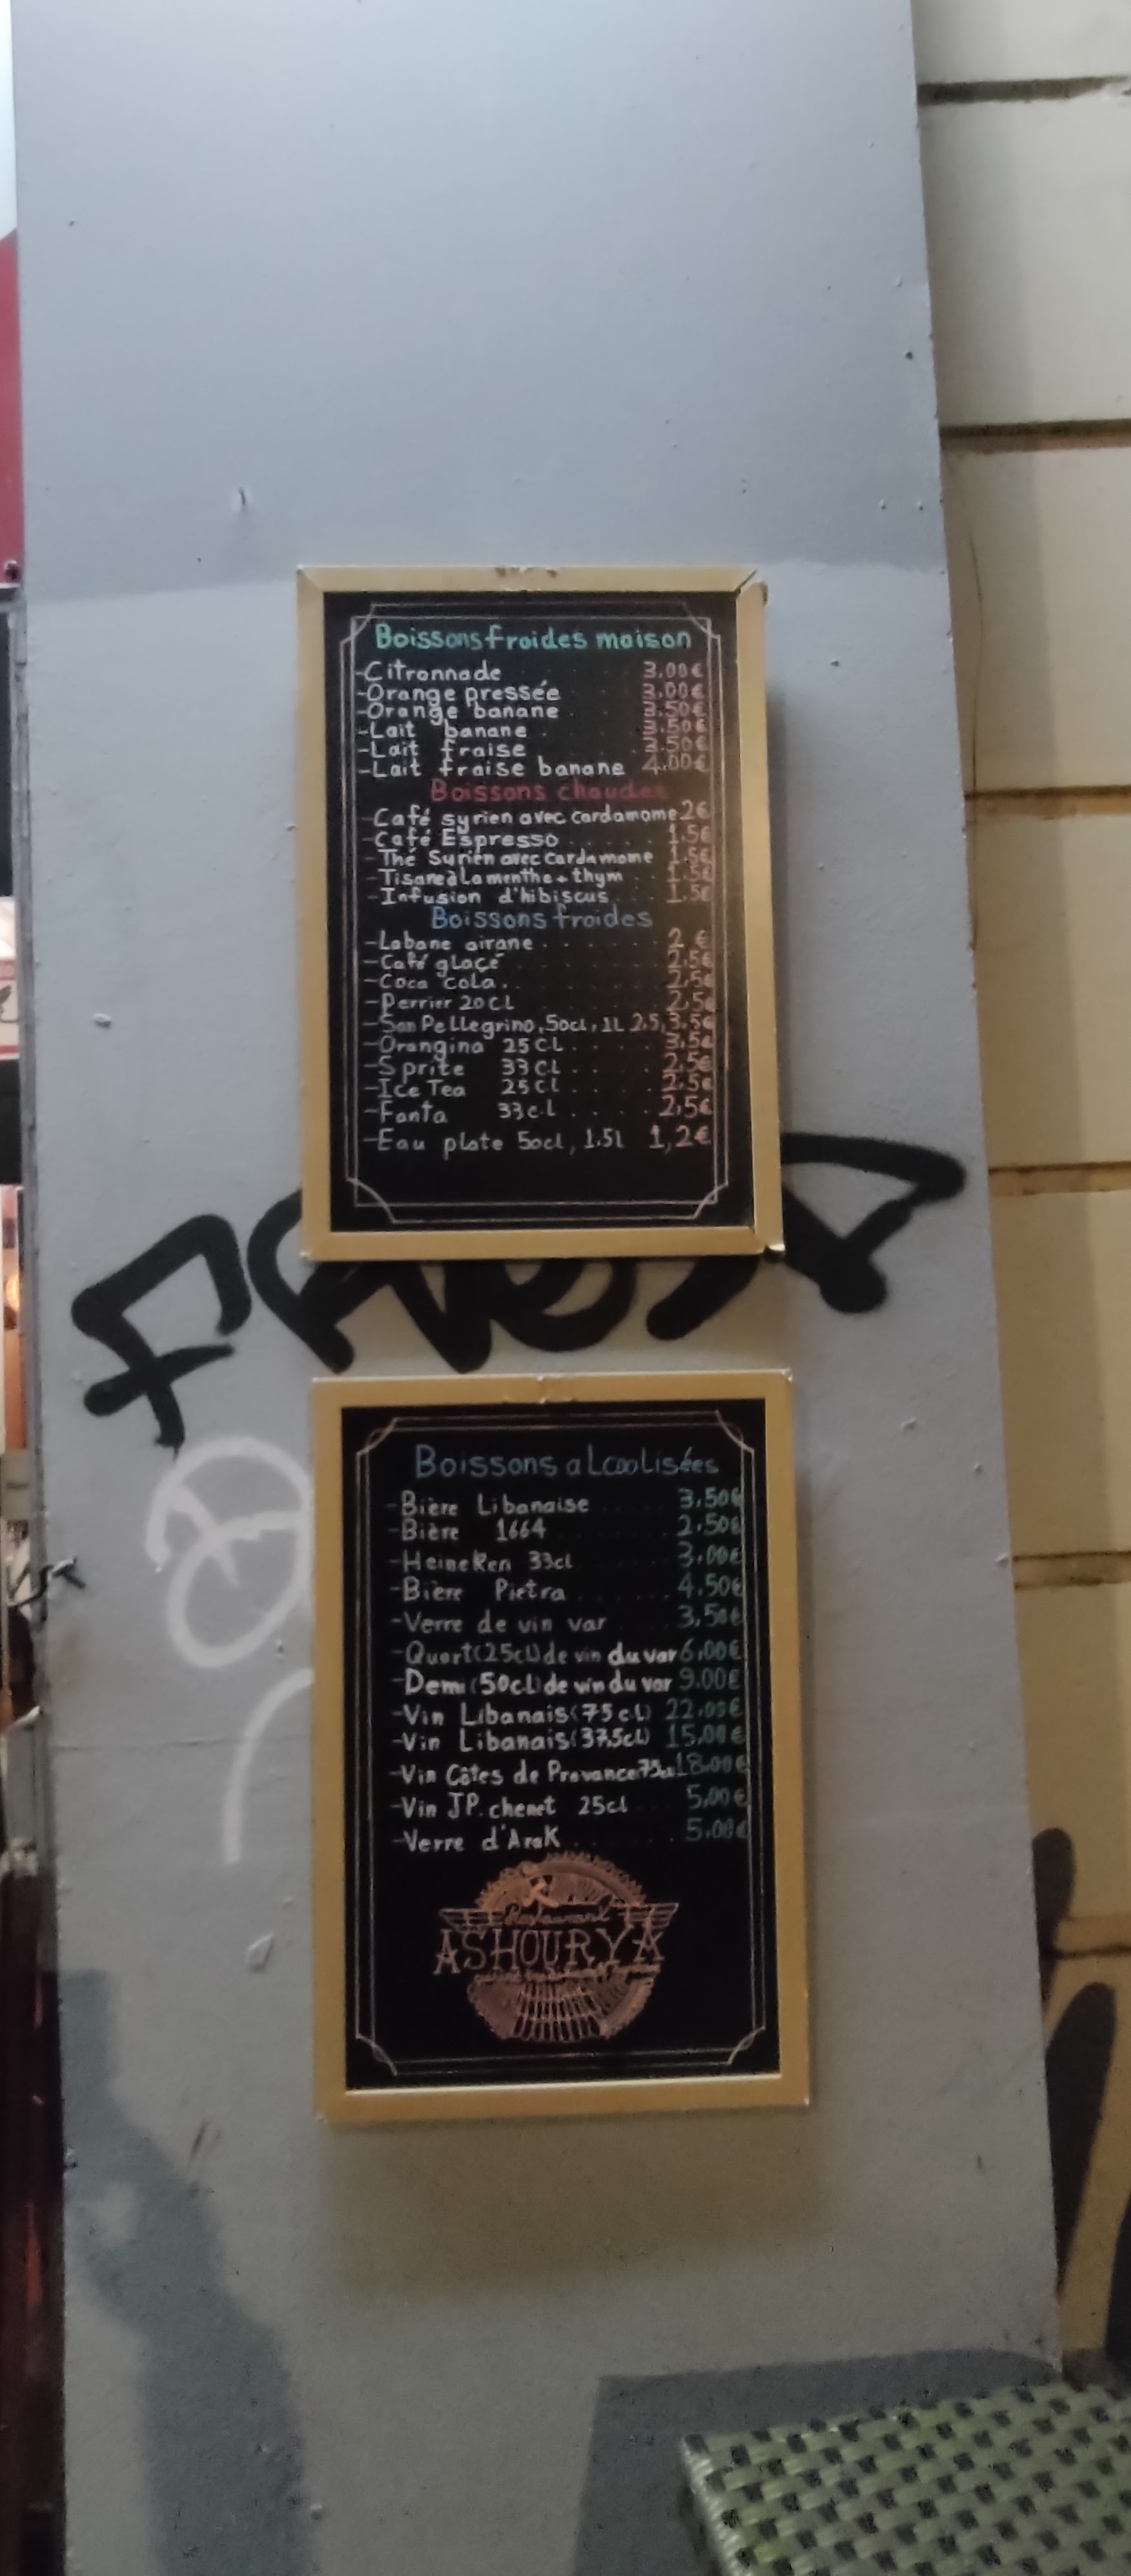 Boissons froides maison
-Citronnade 3.00€
-Orange pressée 3.00€
-Orange banane 3.50€
-Lait banane 3.50€
-Lait fraise 3.50€
-Lait fraise banane 4.00€
Boissons chaudes
-Café syrien avec cardamome 2€
-Café Espresso 1.5€
-Thé Syrien avec Cardamome 1.5€
-Tisane à La menthe + thym 1.5€
-Infusion d'hibiscus 1.5€
Boissons froides
-Labane airane 2 €
-Café glacé 2.5€
-Coca cola 2,5€
-Perrier 20CL 2,5€
-San PeLLegrino, 50cl, 1L 2.5, 3,5€
-Orangina 25CL 3,5€
-Sprite 33CL 2,5€
-Ice Tea 25Cl 2.5€
-Fanta 33cl 2,5€
-Eau plate 50cl, 1.5l 1,2€
FAUST
Boissons aLcooLisées
-Bière Libanaise 3,50€
-Bière 1664 2.50€
-HeineKen 33cl 3.00€
-Bière Pietra 4.50€
-Verre de vin var 3,50€
-Quart (25cl) de vin du var 6,00€
-Demi (50cl) de vin du var 9.00€
-Vin Libanais (75cl) 22,00€
-Vin Libanais (37.5cl) 15,00€
-Vin Côtes de Provance 75cl 18.00€
-Vin JP. chenet 25cl 5,00€
-Verre d'AraK 5.00€
Restaurant
ASHOURYA